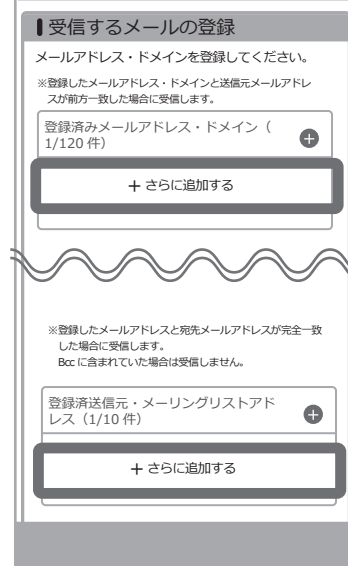 受信するメールの登録
メールアドレス・ドメインを登録してください。
※登録したメールアドレス・ドメインと送信元メールアドレ
スが前方一致した場合に受信します。
登録済みメールアドレス・ドメイン（
1/120 件）
＋さらに追加する
※登録したメールアドレスと宛先メールアドレスが完全一致
した場合に受信します。
Bcc に含まれていた場合は受信しません。
登録済送信元・メーリングリストアド
レス（1/10 件）
＋さらに追加する